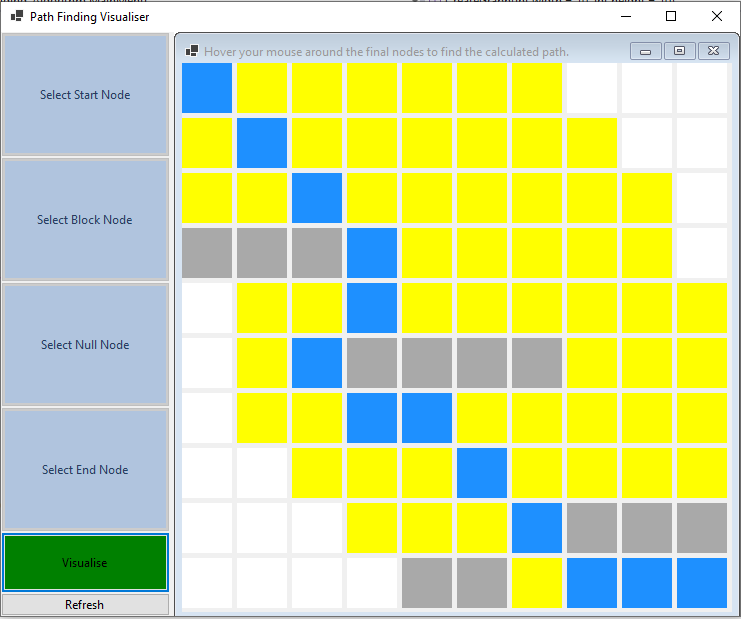 Path Finding Visualiser
Hover your mouse around the final nodes to find the calculated path.
Select Start Node
Select Block Node
Select Null Node
Select End Node
Visualise
Refresh